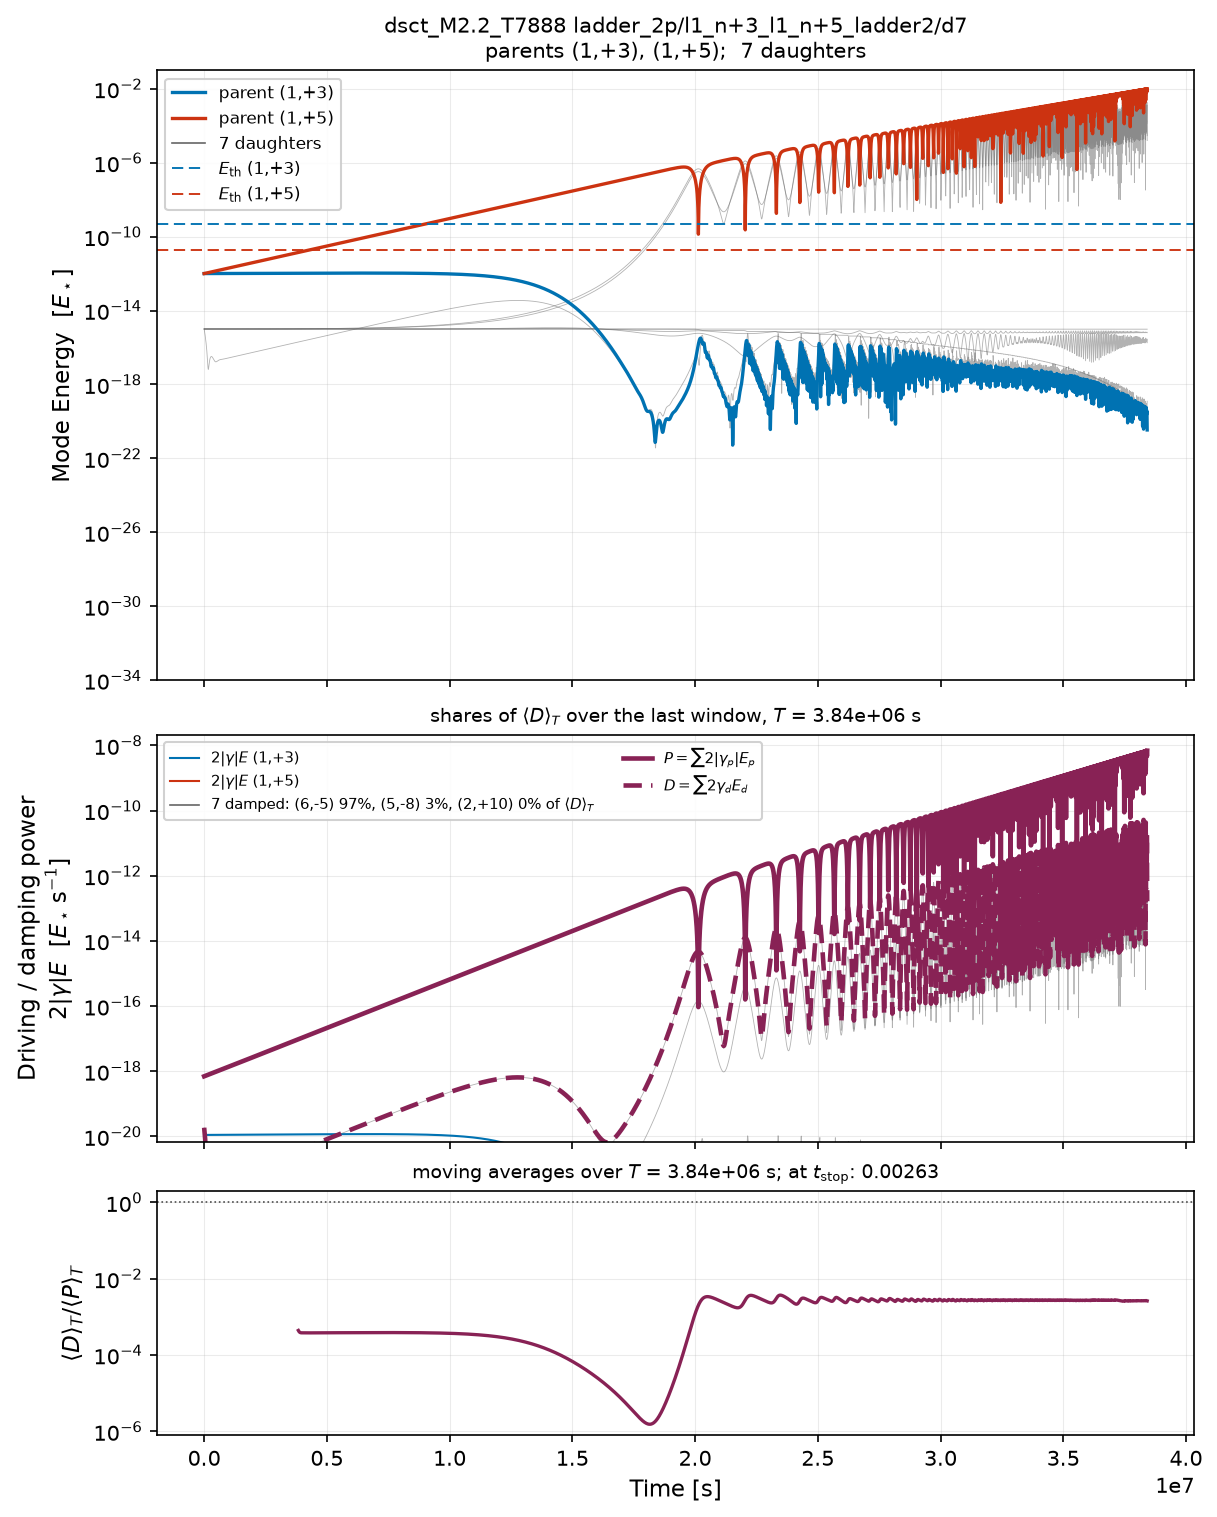 dsct_M2.2_T7888 ladder_2p/l1_n+3_l1_n+5_ladder2/d7
parents (1,+3), (1,+5);  7 daughters
parent (1,+3)
parent (1,+5)
7 daughters
E_th (1,+3)
E_th (1,+5)
Mode Energy [E⋆]
10⁻²
10⁻⁶
10⁻¹⁰
10⁻¹⁴
10⁻¹⁸
10⁻²²
10⁻²⁶
10⁻³⁰
10⁻³⁴
shares of ⟨D⟩_T over the last window, T = 3.84e+06 s
2|γ|E (1,+3)
2|γ|E (1,+5)
7 damped: (6,-5) 97%, (5,-8) 3%, (2,+10) 0% of ⟨D⟩_T
P = ∑2|γ_p|E_p
D = ∑2γ_dE_d
Driving / damping power
2|γ|E [E⋆ s⁻¹]
10⁻⁸
10⁻¹⁰
10⁻¹²
10⁻¹⁴
10⁻¹⁶
10⁻¹⁸
10⁻²⁰
moving averages over T = 3.84e+06 s; at t_stop: 0.00263
⟨D⟩_T/⟨P⟩_T
10⁰
10⁻²
10⁻⁴
10⁻⁶
0.0 0.5 1.0 1.5 2.0 2.5 3.0 3.5 4.0
1e7
Time [s]